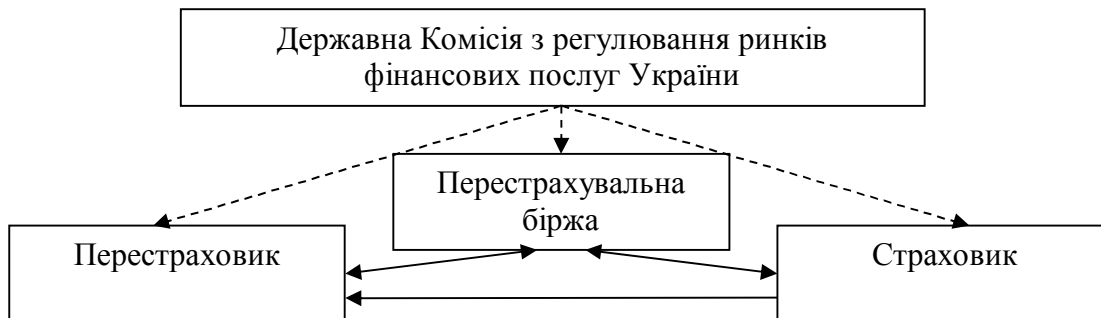 Державна Комісія з регулювання ринків
фінансових послуг України
Перестрахувальна
біржа
Перестраховик
Страховик